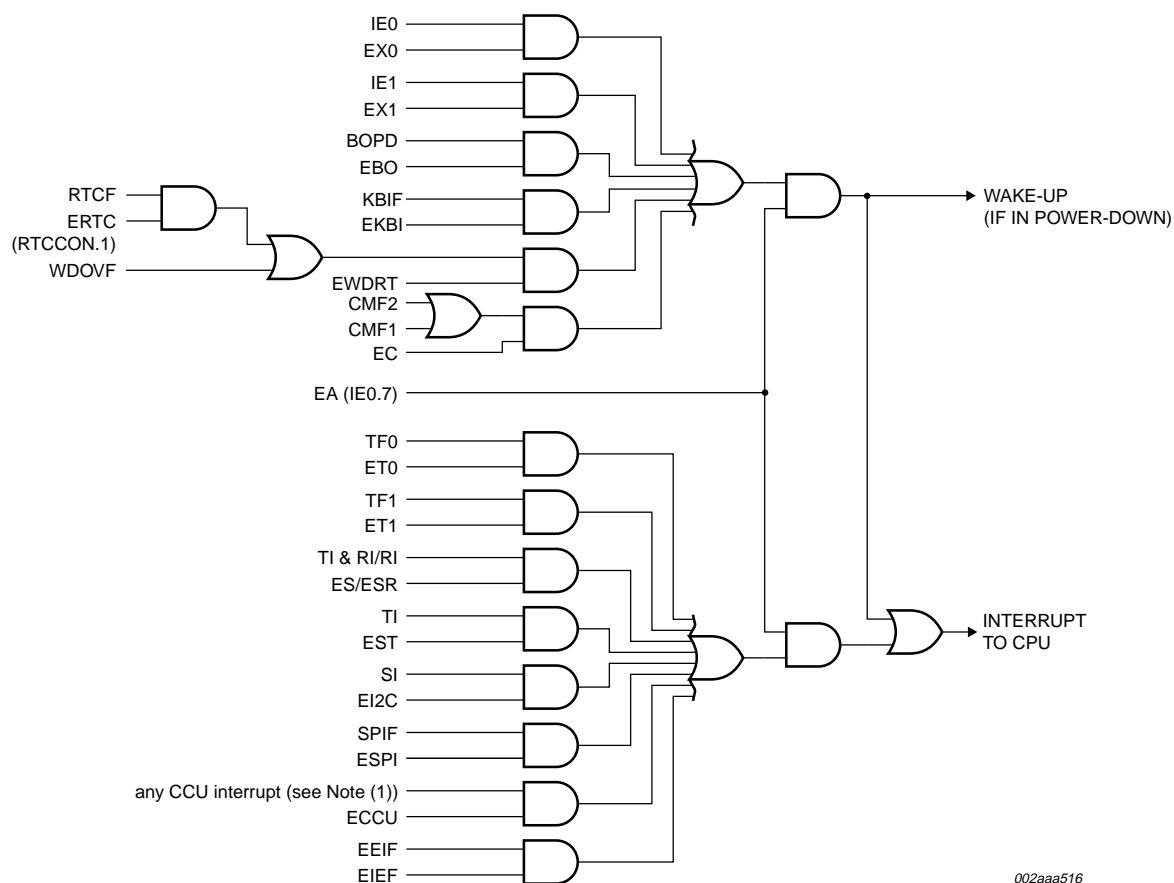 IE0
EX0
IE1
EX1
BOPD
EBO
KBIF
EKBI
RTCF
ERTC
(RTCCON.1)
WDOVF
EWDRT
CMF2
CMF1
EC
EA (IE0.7)
WAKE-UP
(IF IN POWER-DOWN)
TF0
ET0
TF1
ET1
TI & RI/RI
ES/ESR
TI
EST
SI
EI2C
SPIF
ESPI
any CCU interrupt (see Note (1))
ECCU
EEIF
EIEF
INTERRUPT
TO CPU
002aaa516